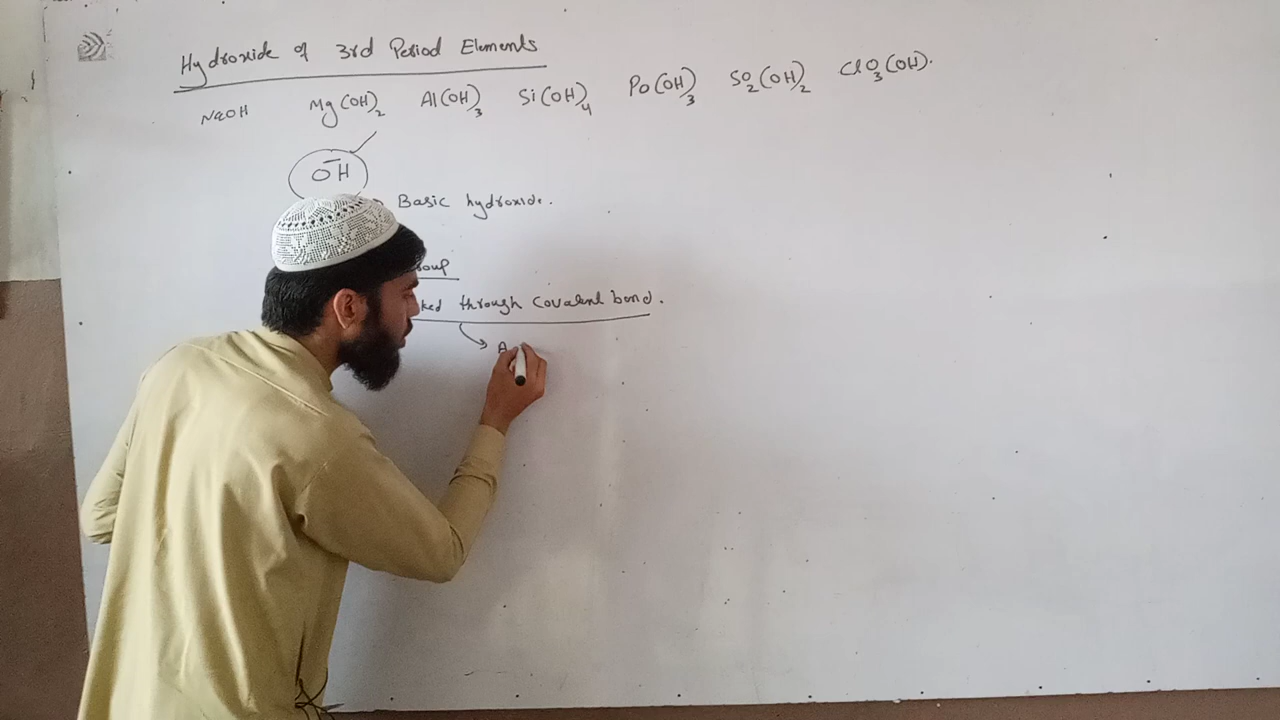 Hydroxide of 3rd Period Elements
NaOH Mg(OH)2 Al(OH)3 Si(OH)4 PO(OH)3 SO2(OH)2 ClO3(OH).
OH-
Basic hydroxide.
through Covalent bond.
A